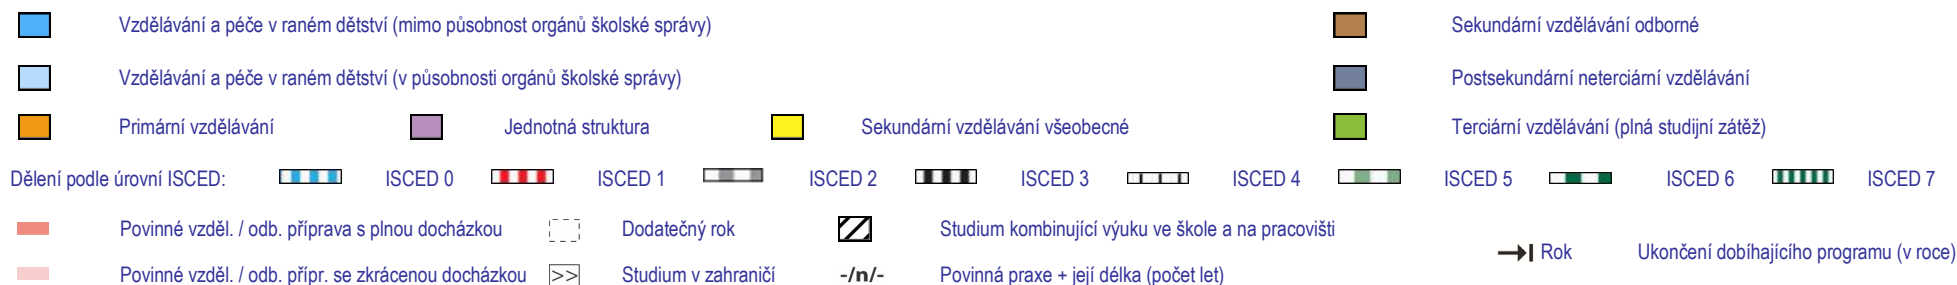 Vzdělávání a péče v raném dětství (mimo působnost orgánů školské správy) Sekundární vzdělávání odborné
Vzdělávání a péče v raném dětství (v působnosti orgánů školské správy) Postsekundární neterciární vzdělávání
Primární vzdělávání Jednotná struktura Sekundární vzdělávání všeobecné Terciární vzdělávání (plná studijní zátěž)
Dělení podle úrovní ISCED: ISCED 0 ISCED 1 ISCED 2 ISCED 3 ISCED 4 ISCED 5 ISCED 6 ISCED 7
Povinné vzděl. / odb. příprava s plnou docházkou Dodatečný rok Studium kombinující výuku ve škole a na pracovišti
Rok Ukončení dobíhajícího programu (v roce)
Povinné vzděl. / odb. přípr. se zkrácenou docházkou >> Studium v zahraničí -/n/- Povinná praxe + její délka (počet let)